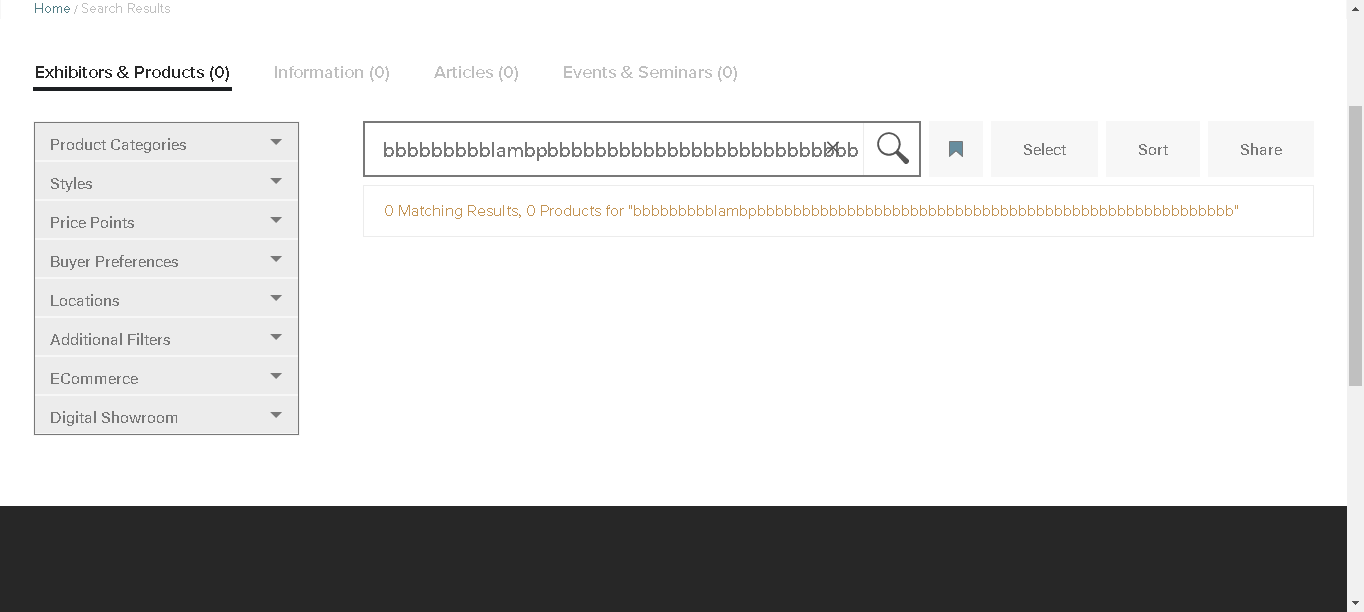 Home / Search Results
Exhibitors & Products (0) Information (0) Articles (0) Events & Seminars (0)
Product Categories
Styles
Price Points
Buyer Preferences
Locations
Additional Filters
ECommerce
Digital Showroom
bbbbbbbbblambpbbbbbbbbbbbbbbbbbbbbbbbbbb
Select Sort Share
0 Matching Results, 0 Products for "bbbbbbbbblambpbbbbbbbbbbbbbbbbbbbbbbbbbbbbbbbbbbbbbbbbbbbbbbbbbbbbb"